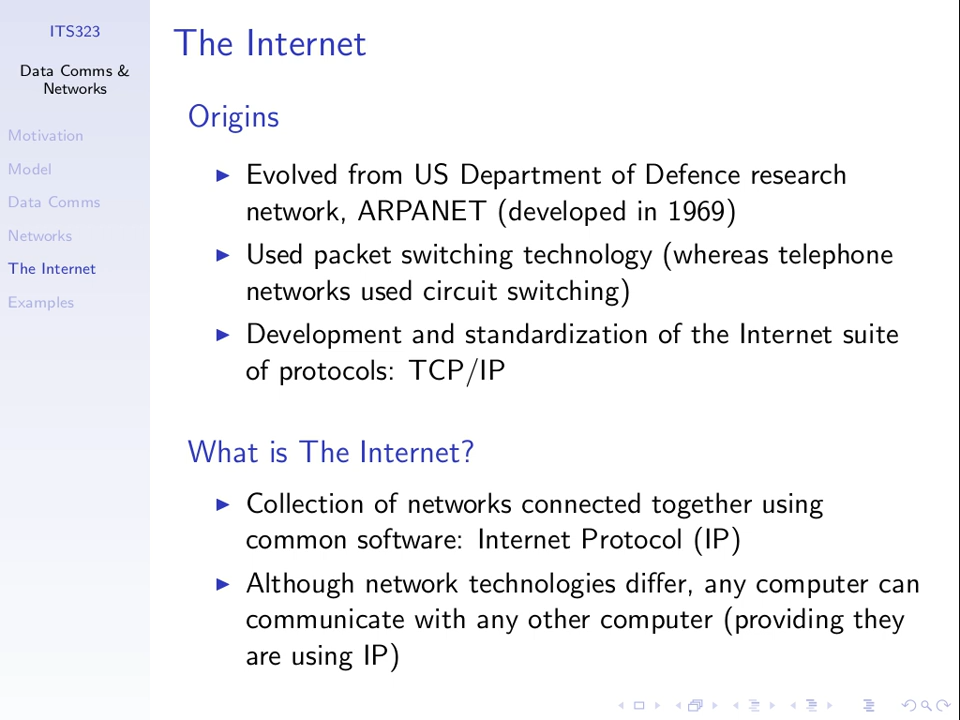 ITS323
Data Comms &
Networks
Motivation
Model
Data Comms
Networks
The Internet
Examples
The Internet
Origins
Evolved from US Department of Defence research
network, ARPANET (developed in 1969)
Used packet switching technology (whereas telephone
networks used circuit switching)
Development and standardization of the Internet suite
of protocols: TCP/IP
What is The Internet?
Collection of networks connected together using
common software: Internet Protocol (IP)
Although network technologies differ, any computer can
communicate with any other computer (providing they
are using IP)